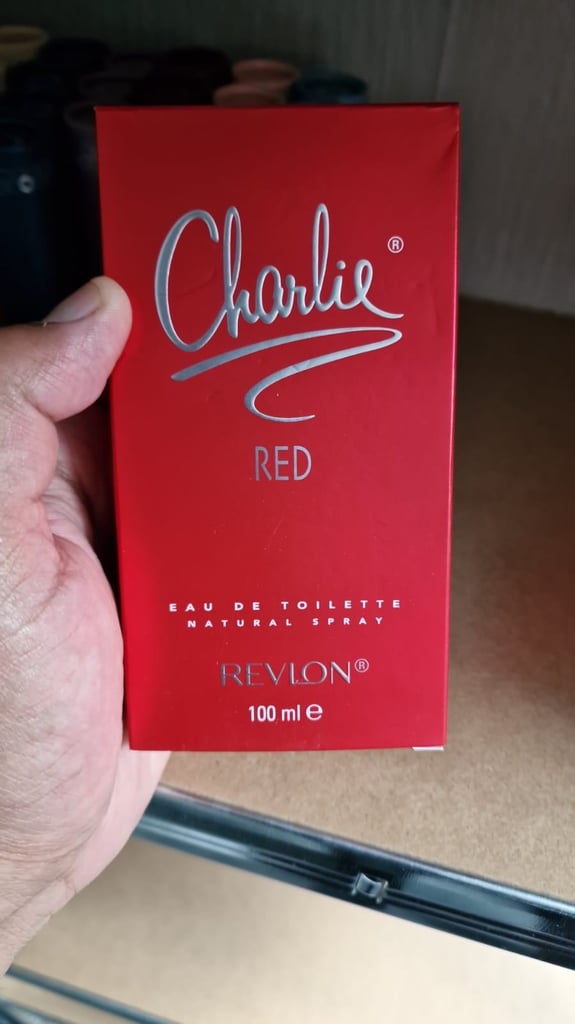 Charlie®
RED
EAU DE TOILETTE
NATURAL SPRAY
REVLON®
100 ml ℮